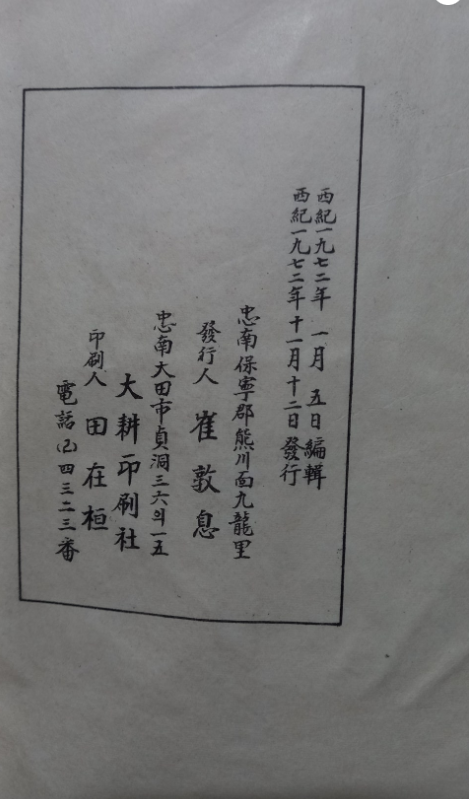 西紀一九七二年 一月 五日 編輯
西紀一九七二年 十一月十二日 發行
忠南保寧郡熊川面九龍里
發行人 崔敦息
忠南大田市貞洞三六의一五
大耕印刷社
印刷人 田在桓
電話(2)四三二三番